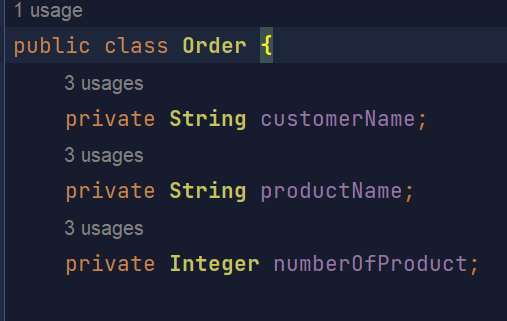 1 usage
public class Order {
3 usages
private String customerName;
3 usages
private String productName;
3 usages
private Integer numberOfProduct;